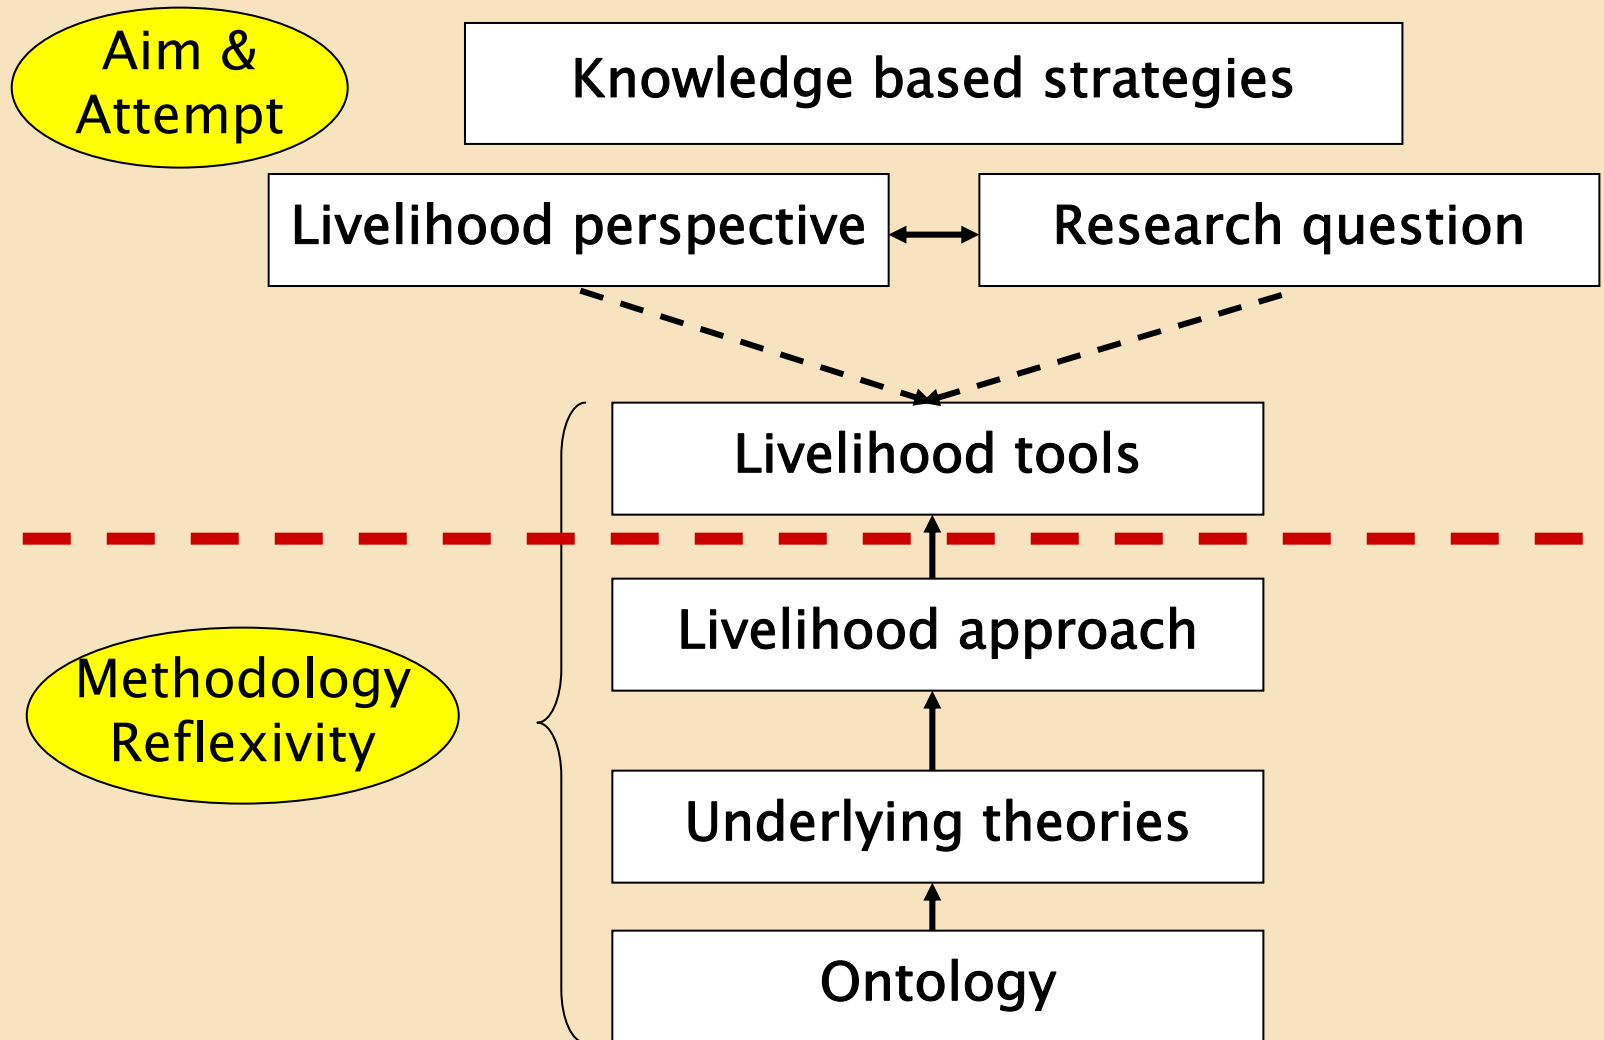 Aim &
Attempt
Knowledge based strategies
Livelihood perspective
Research question
Livelihood tools
Livelihood approach
Methodology
Reflexivity
Underlying theories
Ontology